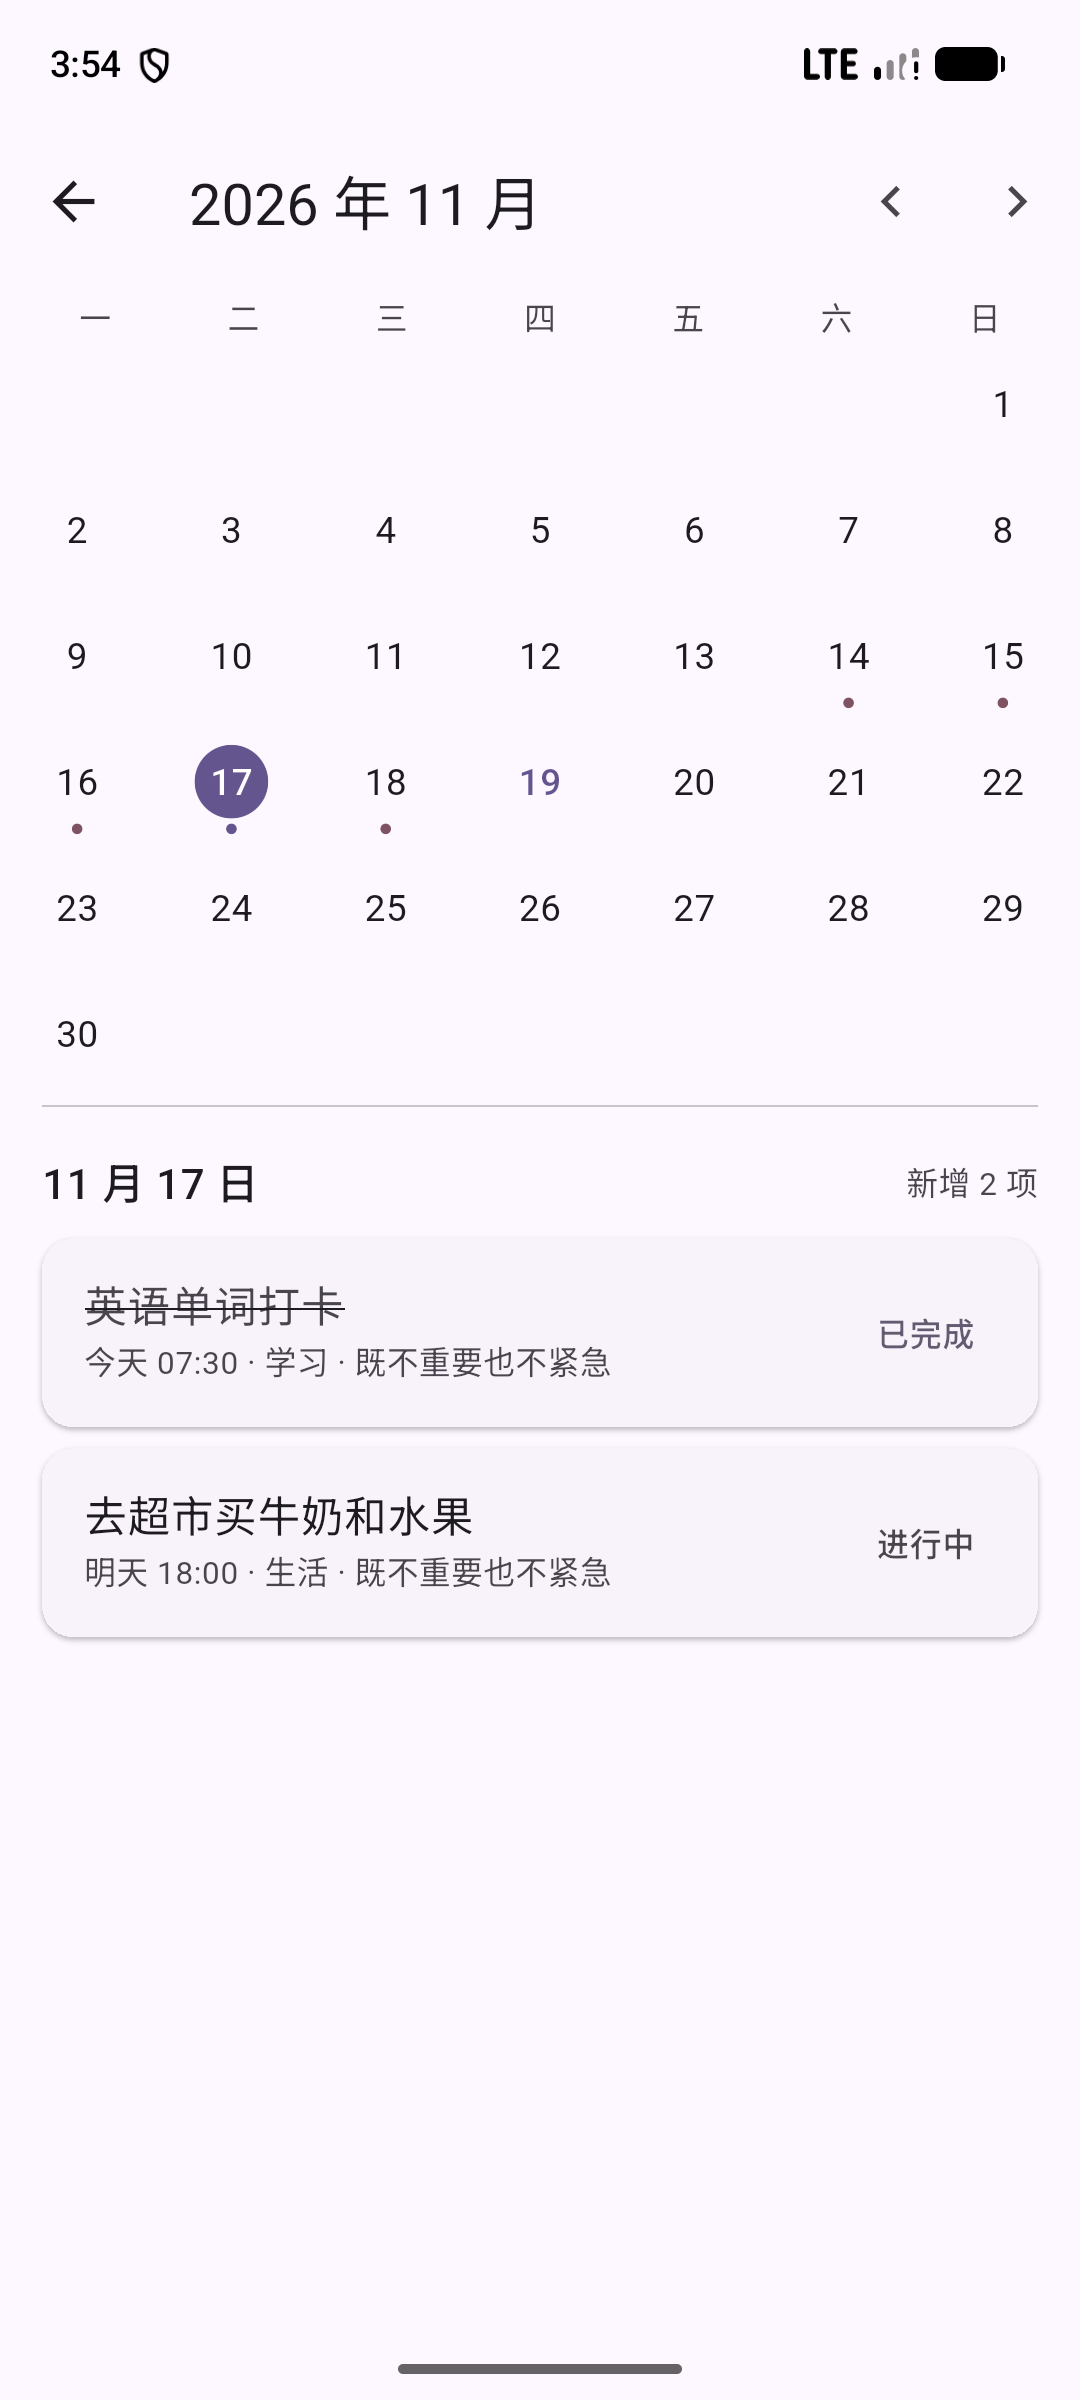 3:54
LTE
2026 年 11 月
一 二 三 四 五 六 日
1
2 3 4 5 6 7 8
9 10 11 12 13 14 15
16 17 18 19 20 21 22
23 24 25 26 27 28 29
30
11 月 17 日
新增 2 项
英语单词打卡
今天 07:30 · 学习 · 既不重要也不紧急
已完成
去超市买牛奶和水果
明天 18:00 · 生活 · 既不重要也不紧急
进行中